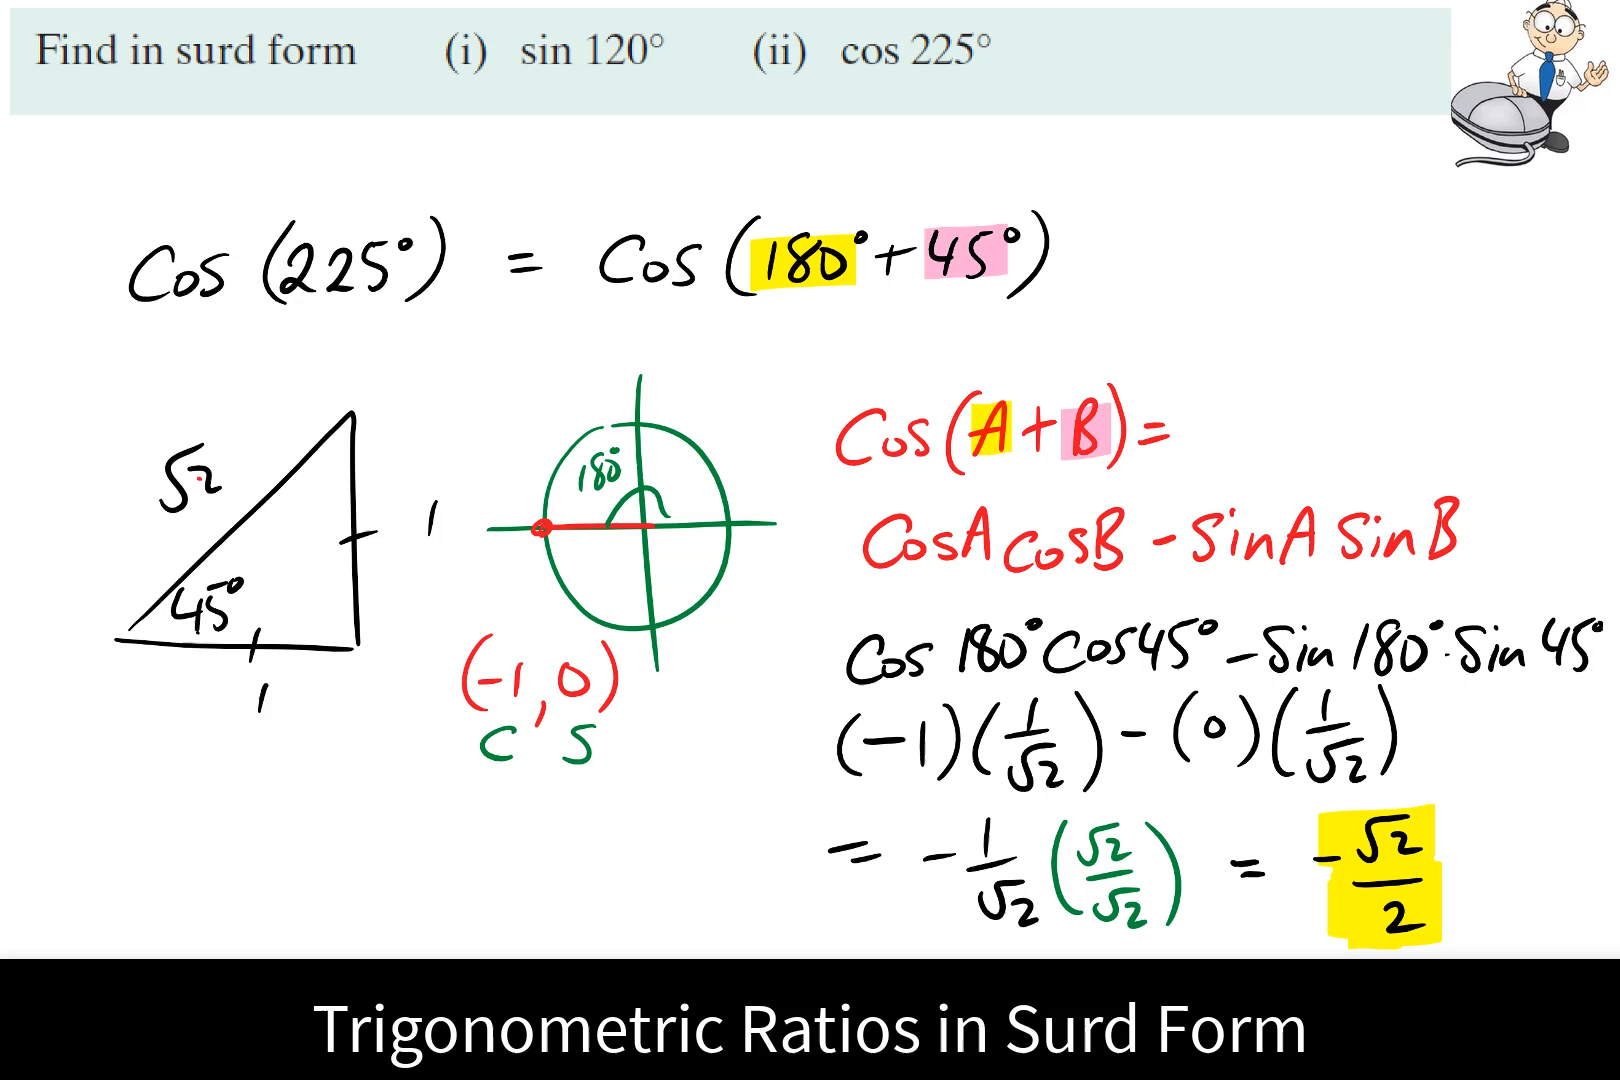 Find in surd form (i) sin 120° (ii) cos 225°
Cos (225°) = Cos (180° + 45°)
√2
45°
1
1
180°
(-1, 0)
C S
Cos(A + B) =
CosA cosB - SinA SinB
Cos 180° Cos45° - Sin 180° · Sin 45°
(-1)(1/√2) - (0)(1/√2)
= - 1/√2 (√2/√2) = - √2/2
Trigonometric Ratios in Surd Form